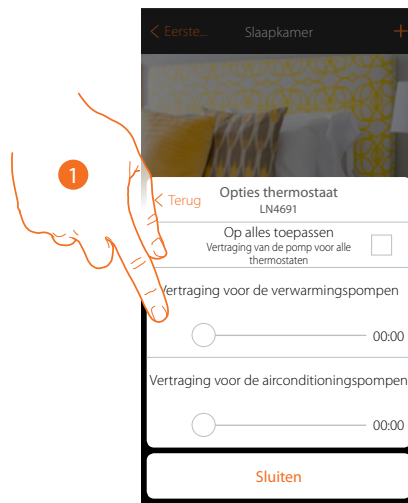 < Eerste... Slaapkamer +
1
< Terug Opties thermostaat
LN4691
Op alles toepassen
Vertraging van de pomp voor alle
thermostaten
Vertraging voor de verwarmingspompen
00:00
Vertraging voor de airconditioningspompen
00:00
Sluiten